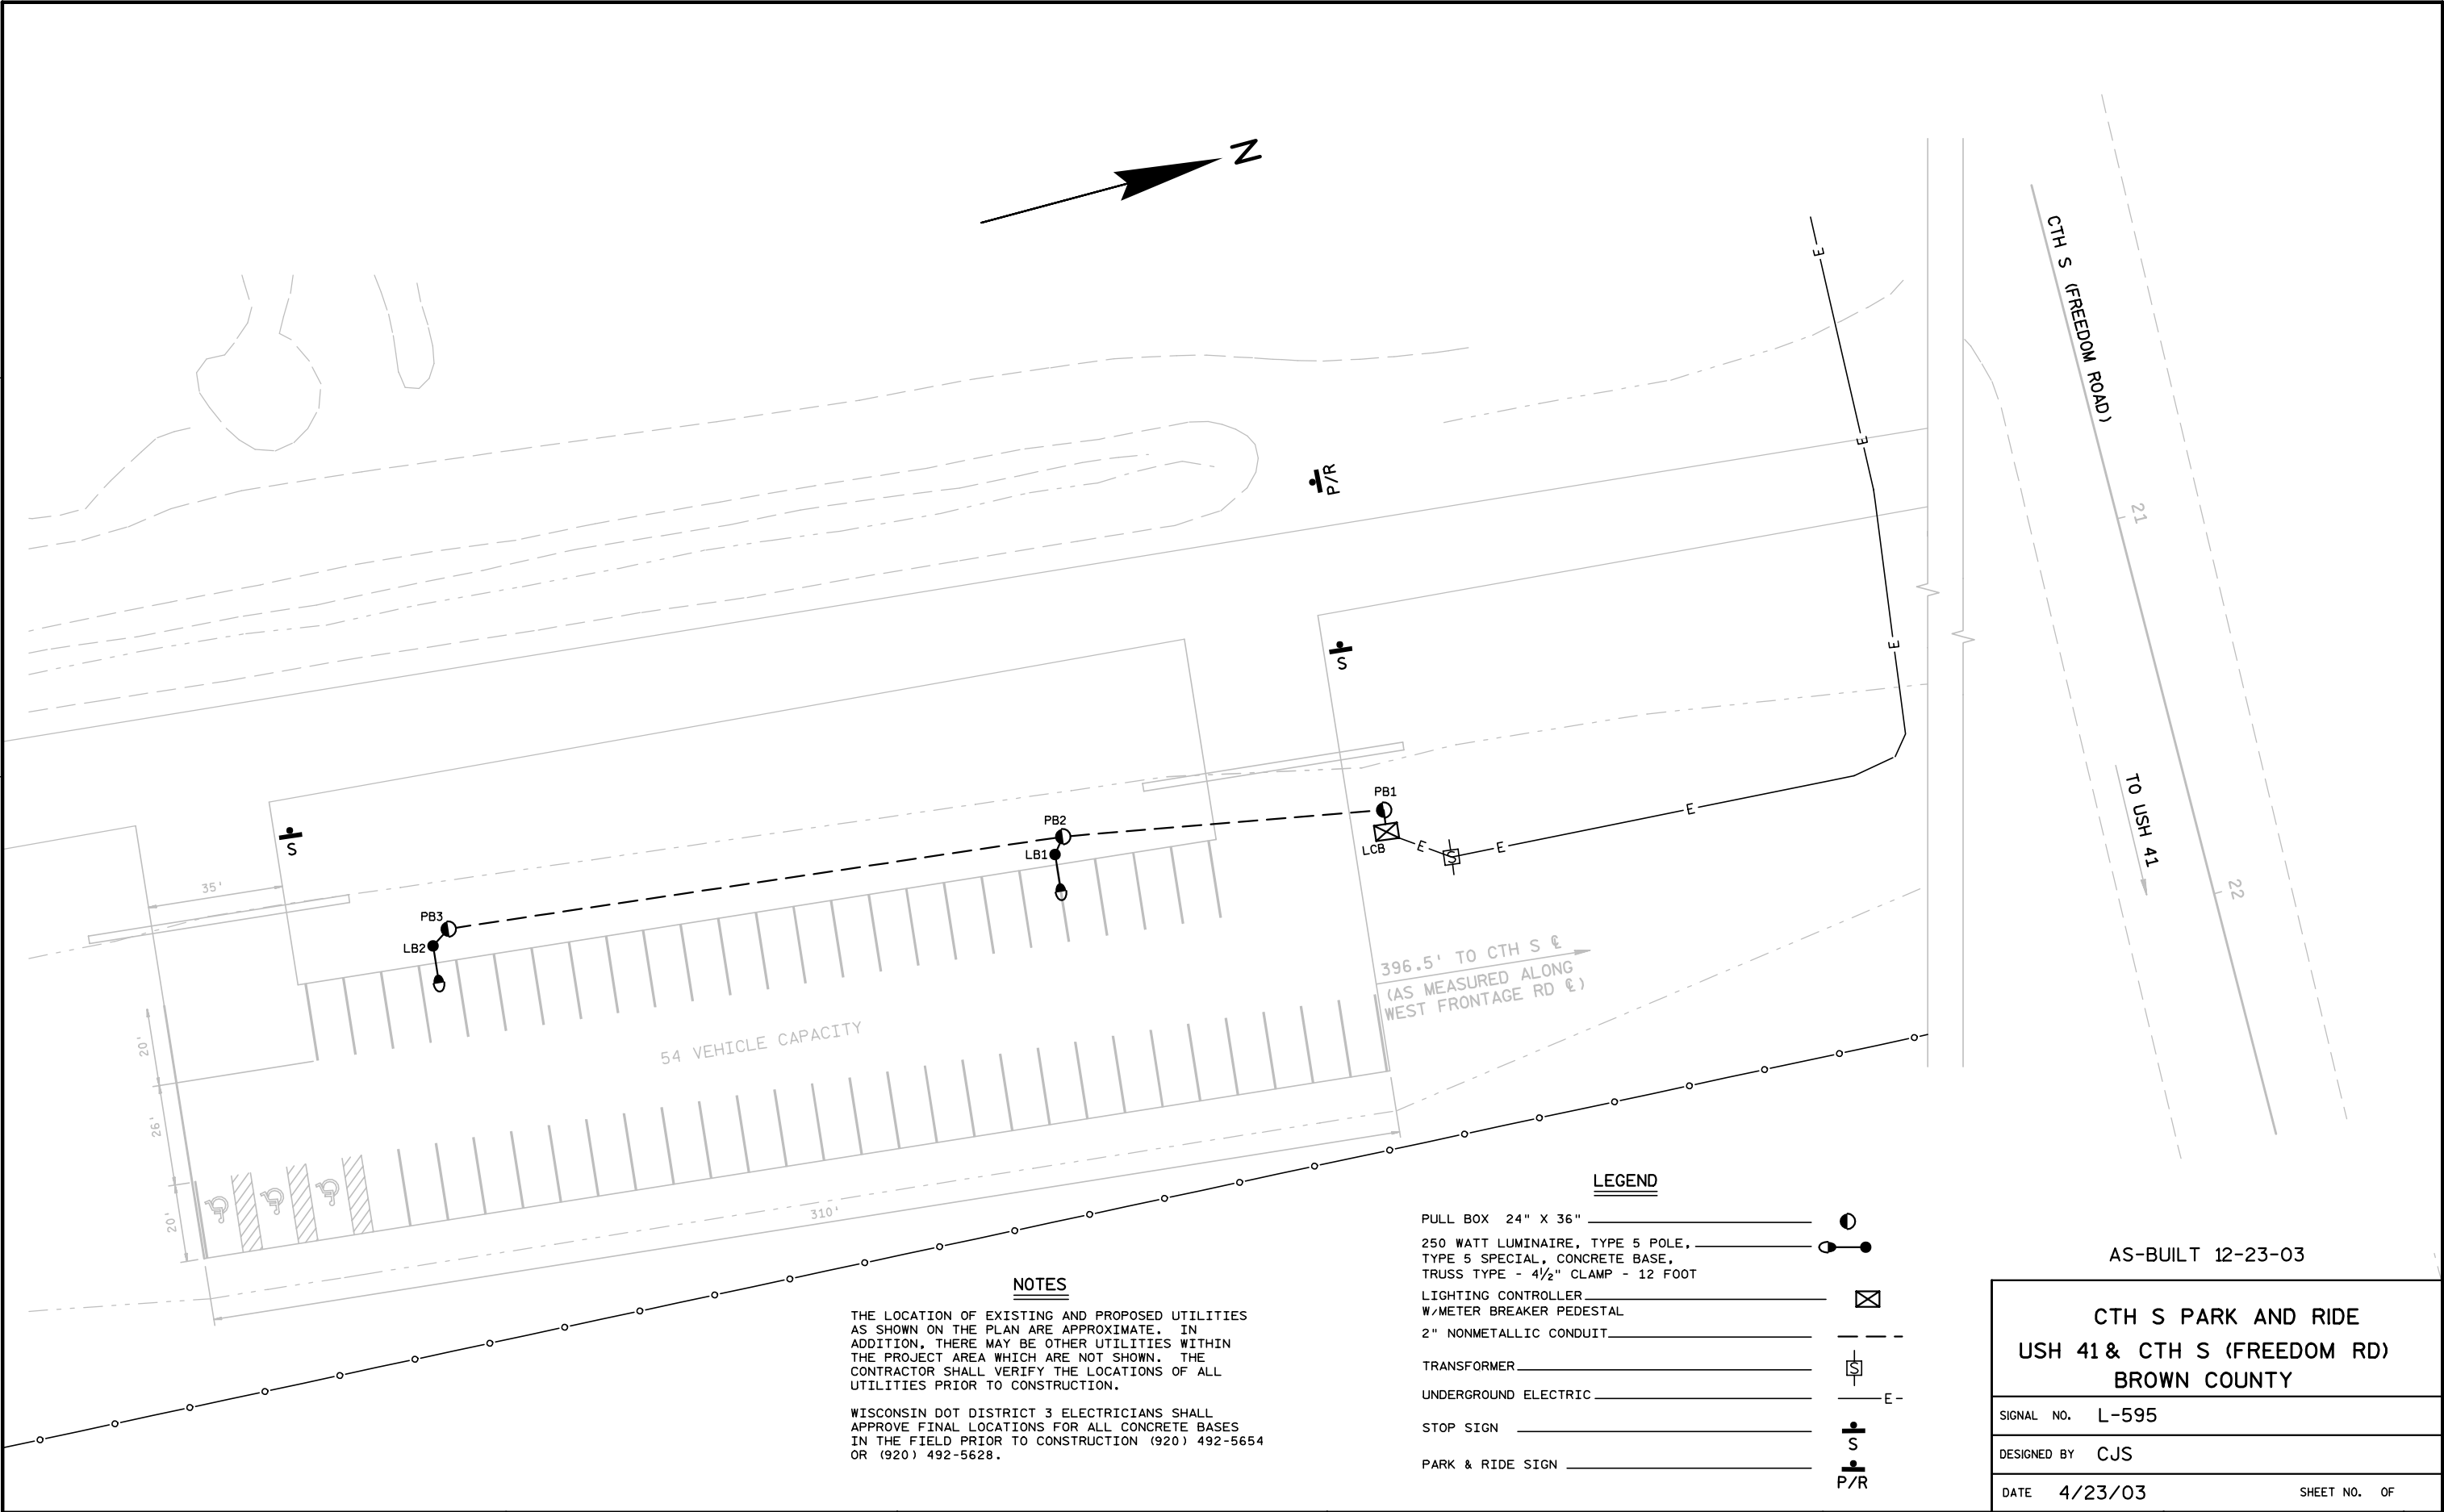 N
CTH S (FREEDOM ROAD)
E
E
E
P/R
21
S
TO USH 41
PB1
E
PB2
LCB
E
S
E
LB1
S
35'
22
PB3
LB2
396.5' TO CTH S ℄
(AS MEASURED ALONG
WEST FRONTAGE RD ℄)
54 VEHICLE CAPACITY
20'
26'
20'
310'
NOTES
THE LOCATION OF EXISTING AND PROPOSED UTILITIES
AS SHOWN ON THE PLAN ARE APPROXIMATE. IN
ADDITION, THERE MAY BE OTHER UTILITIES WITHIN
THE PROJECT AREA WHICH ARE NOT SHOWN. THE
CONTRACTOR SHALL VERIFY THE LOCATIONS OF ALL
UTILITIES PRIOR TO CONSTRUCTION.
WISCONSIN DOT DISTRICT 3 ELECTRICIANS SHALL
APPROVE FINAL LOCATIONS FOR ALL CONCRETE BASES
IN THE FIELD PRIOR TO CONSTRUCTION (920) 492-5654
OR (920) 492-5628.
LEGEND
PULL BOX 24" X 36"
250 WATT LUMINAIRE, TYPE 5 POLE,
TYPE 5 SPECIAL, CONCRETE BASE,
TRUSS TYPE - 4 1/2" CLAMP - 12 FOOT
LIGHTING CONTROLLER
W/METER BREAKER PEDESTAL
2" NONMETALLIC CONDUIT
TRANSFORMER S
UNDERGROUND ELECTRIC E
STOP SIGN S
PARK & RIDE SIGN P/R
AS-BUILT 12-23-03
CTH S PARK AND RIDE
USH 41 & CTH S (FREEDOM RD)
BROWN COUNTY
SIGNAL NO. L-595
DESIGNED BY CJS
DATE 4/23/03 SHEET NO. OF